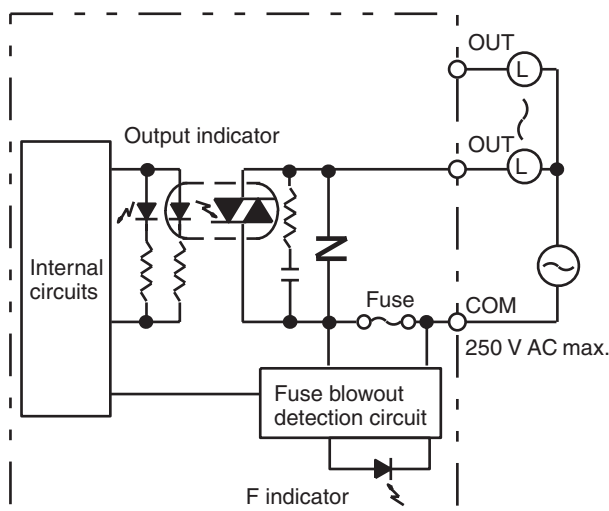 OUT
L
Output indicator
OUT
L
Internal
circuits
Fuse
COM
250 V AC max.
Fuse blowout
detection circuit
F indicator